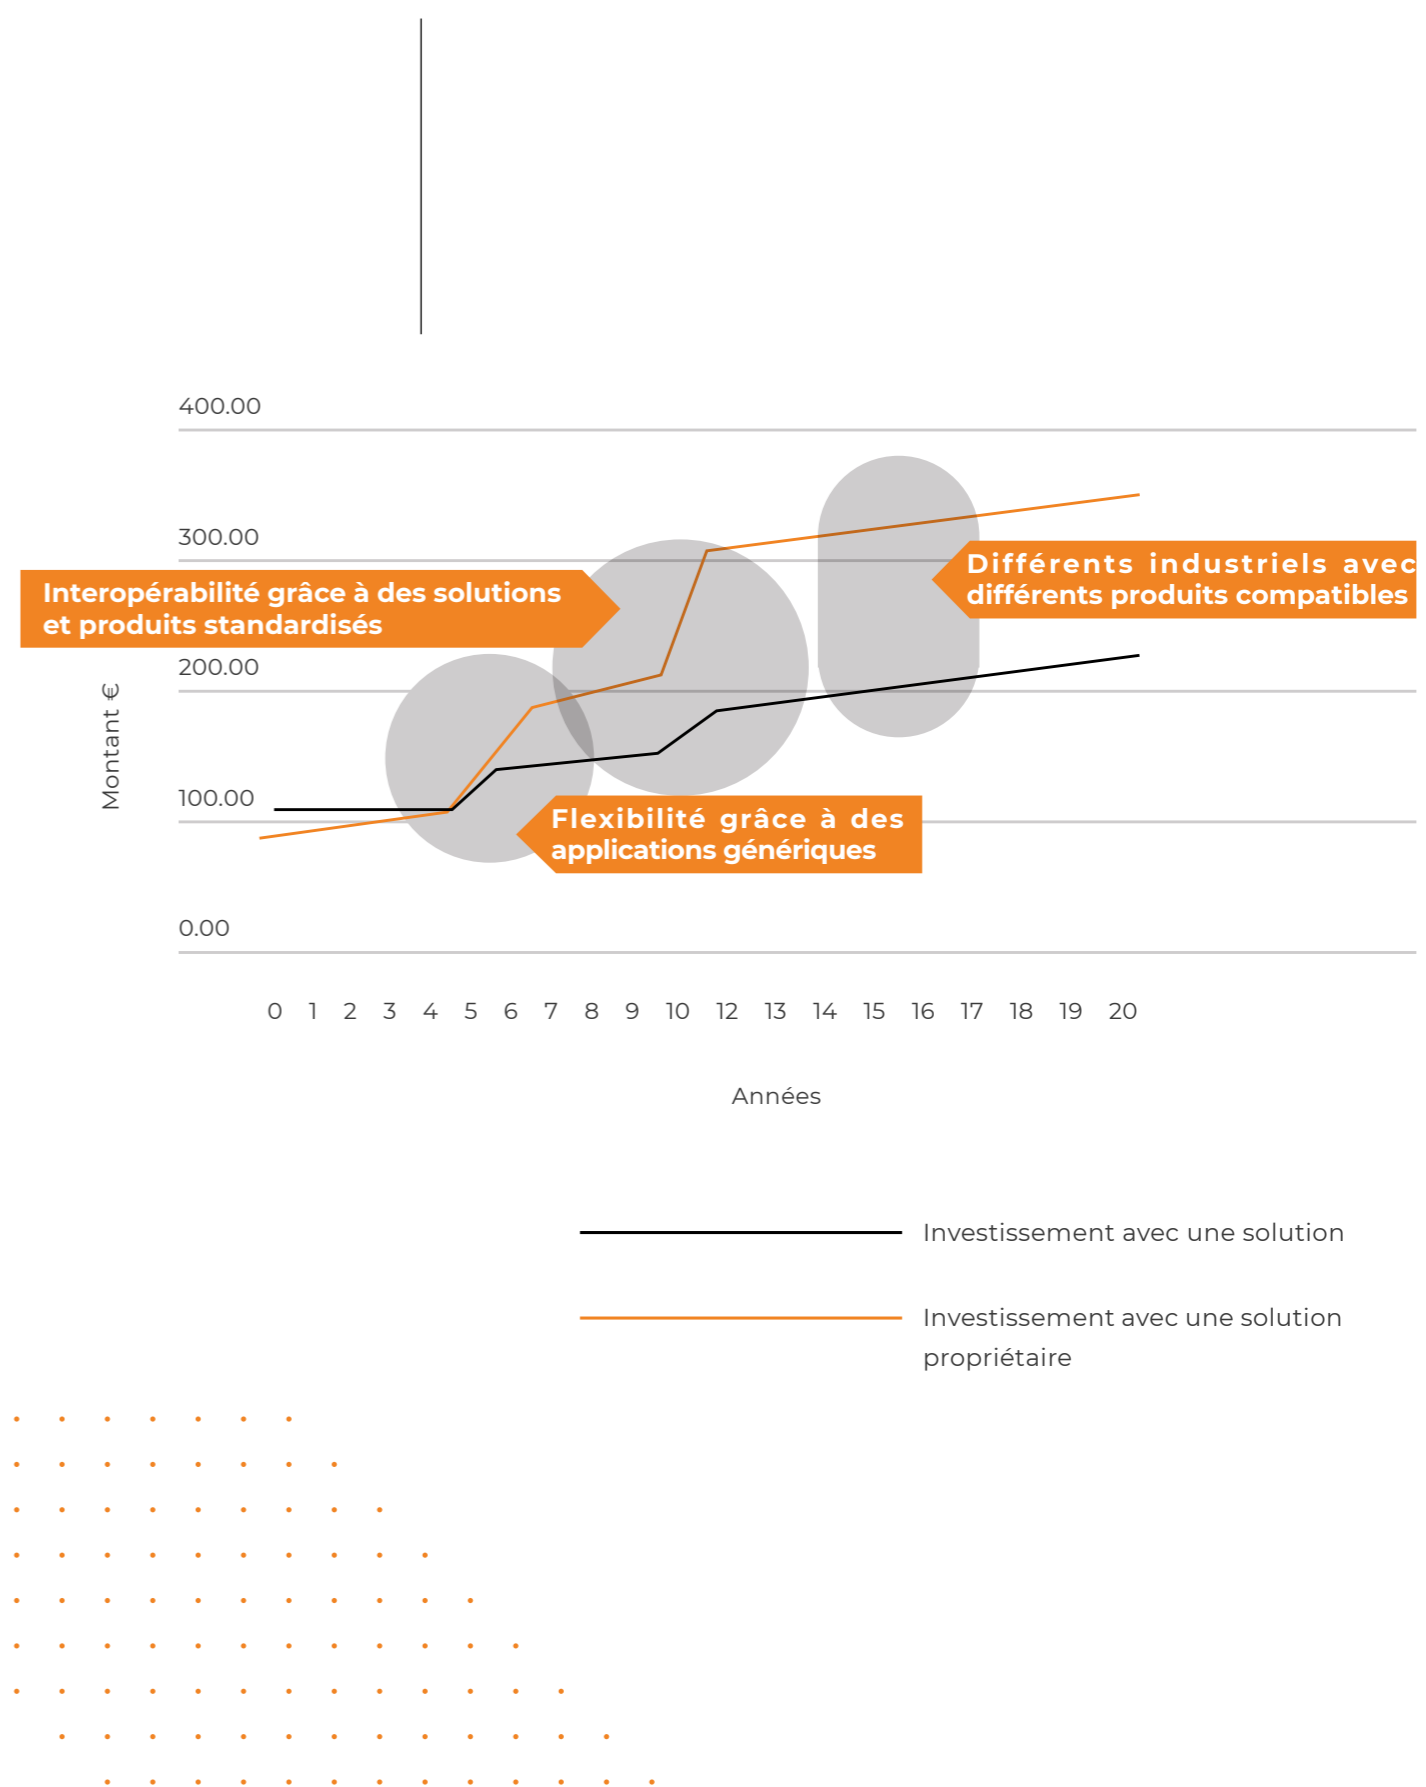 400.00
300.00
Différents industriels avec
différents produits compatibles
Interopérabilité grâce à des solutions
et produits standardisés
200.00
Montant €
100.00
Flexibilité grâce à des
applications génériques
0.00
0 1 2 3 4 5 6 7 8 9 10 12 13 14 15 16 17 18 19 20
Années
Investissement avec une solution
Investissement avec une solution
propriétaire